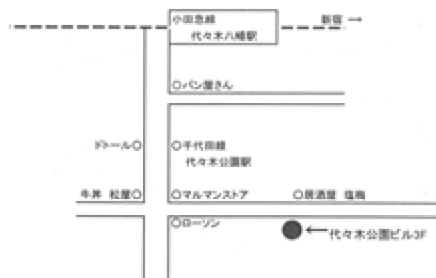 小田急線
代々木八幡駅
新宿 →
パン屋さん
ドトール
千代田線
代々木公園駅
牛丼 松屋
マルマンストア
居酒屋 塩梅
ローソン
←代々木公園ビル3F